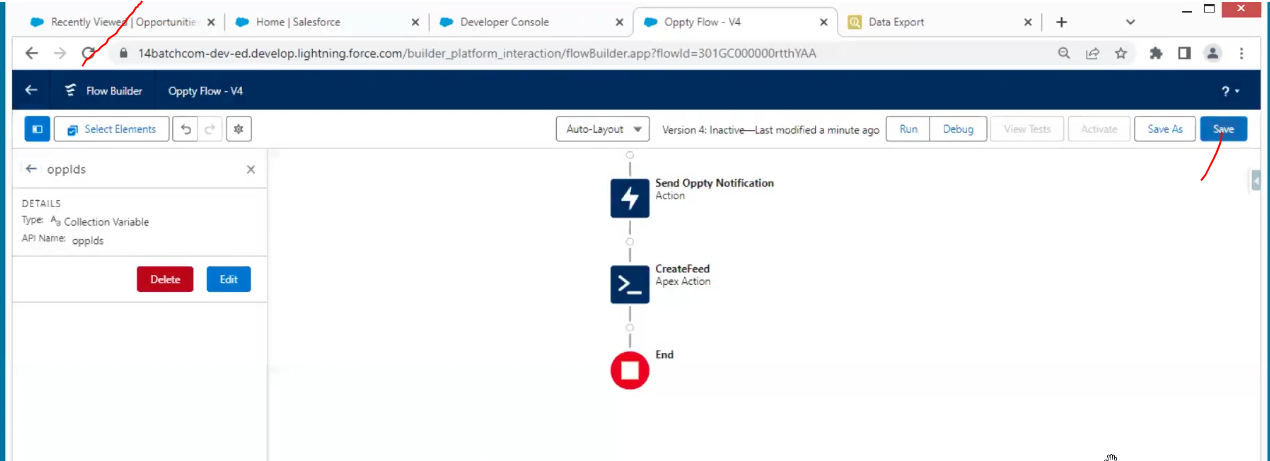 Recently Viewed | Opportunitie
Home | Salesforce
Developer Console
Oppty Flow - V4
Data Export
14batchcom-dev-ed.develop.lightning.force.com/builder_platform_interaction/flowBuilder.app?flowId=301GC000000rtthYAA
Flow Builder
Oppty Flow - V4
?
Select Elements
Auto-Layout
Version 4: Inactive—Last modified a minute ago
Run
Debug
View Tests
Activate
Save As
Save
oppIds
DETAILS
Type: Aa Collection Variable
API Name: oppIds
Delete
Edit
Send Oppty Notification
Action
CreateFeed
Apex Action
End